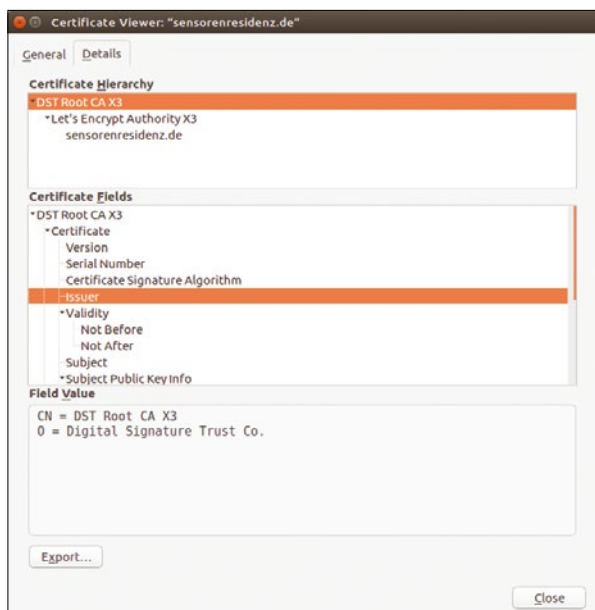 Certificate Viewer: "sensorenresidenz.de"
General Details
Certificate Hierarchy
DST Root CA X3
Let's Encrypt Authority X3
sensorenresidenz.de
Certificate Fields
DST Root CA X3
Certificate
Version
Serial Number
Certificate Signature Algorithm
Issuer
Validity
Not Before
Not After
Subject
Subject Public Key Info
Field Value
CN = DST Root CA X3
O = Digital Signature Trust Co.
Export...
Close